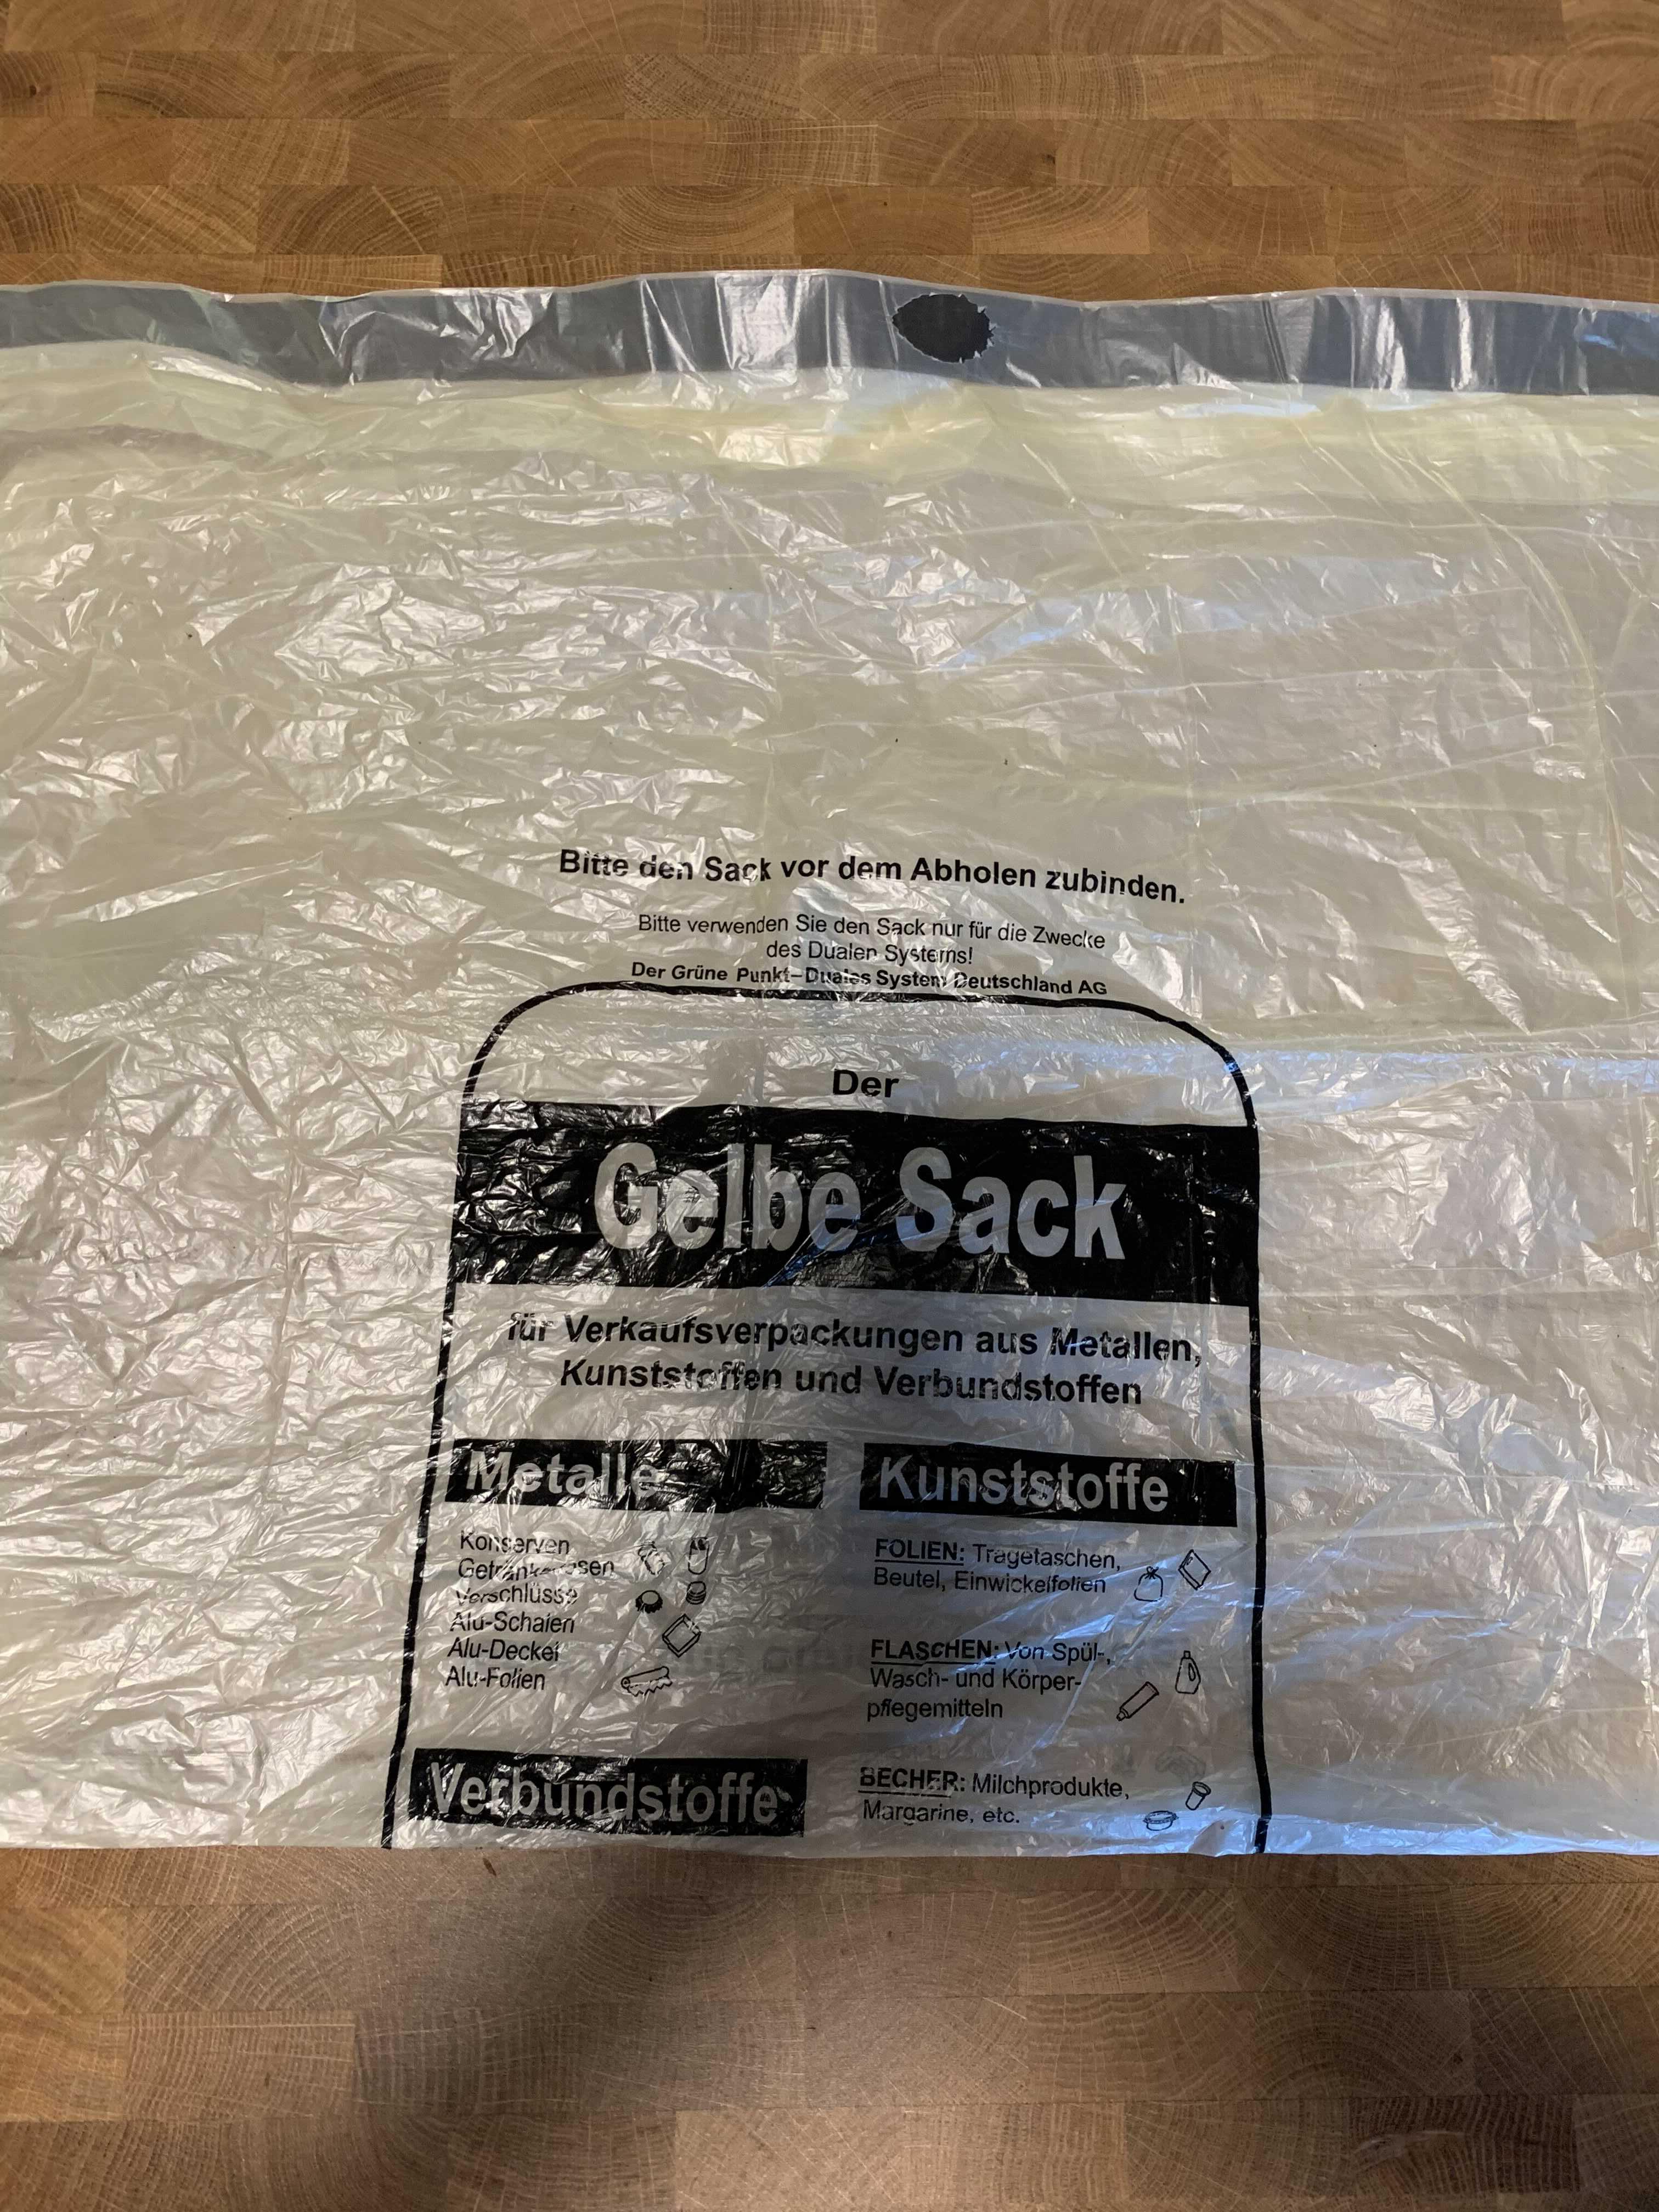 Bitte den Sack vor dem Abholen zubinden.
Bitte verwenden Sie den Sack nur für die Zwecke
des Dualen Systems!
Der Grüne Punkt–Duales System Deutschland AG
Der
Gelbe Sack
für Verkaufsverpackungen aus Metallen,
Kunststoffen und Verbundstoffen
Metalle
Konserven
Getränkedosen
Verschlüsse
Alu-Schalen
Alu-Deckel
Alu-Folien
Verbundstoffe
Kunststoffe
FOLIEN: Tragetaschen,
Beutel, Einwickelfolien
FLASCHEN: Von Spül-,
Wasch- und Körper-
pflegemitteln
BECHER: Milchprodukte,
Margarine, etc.